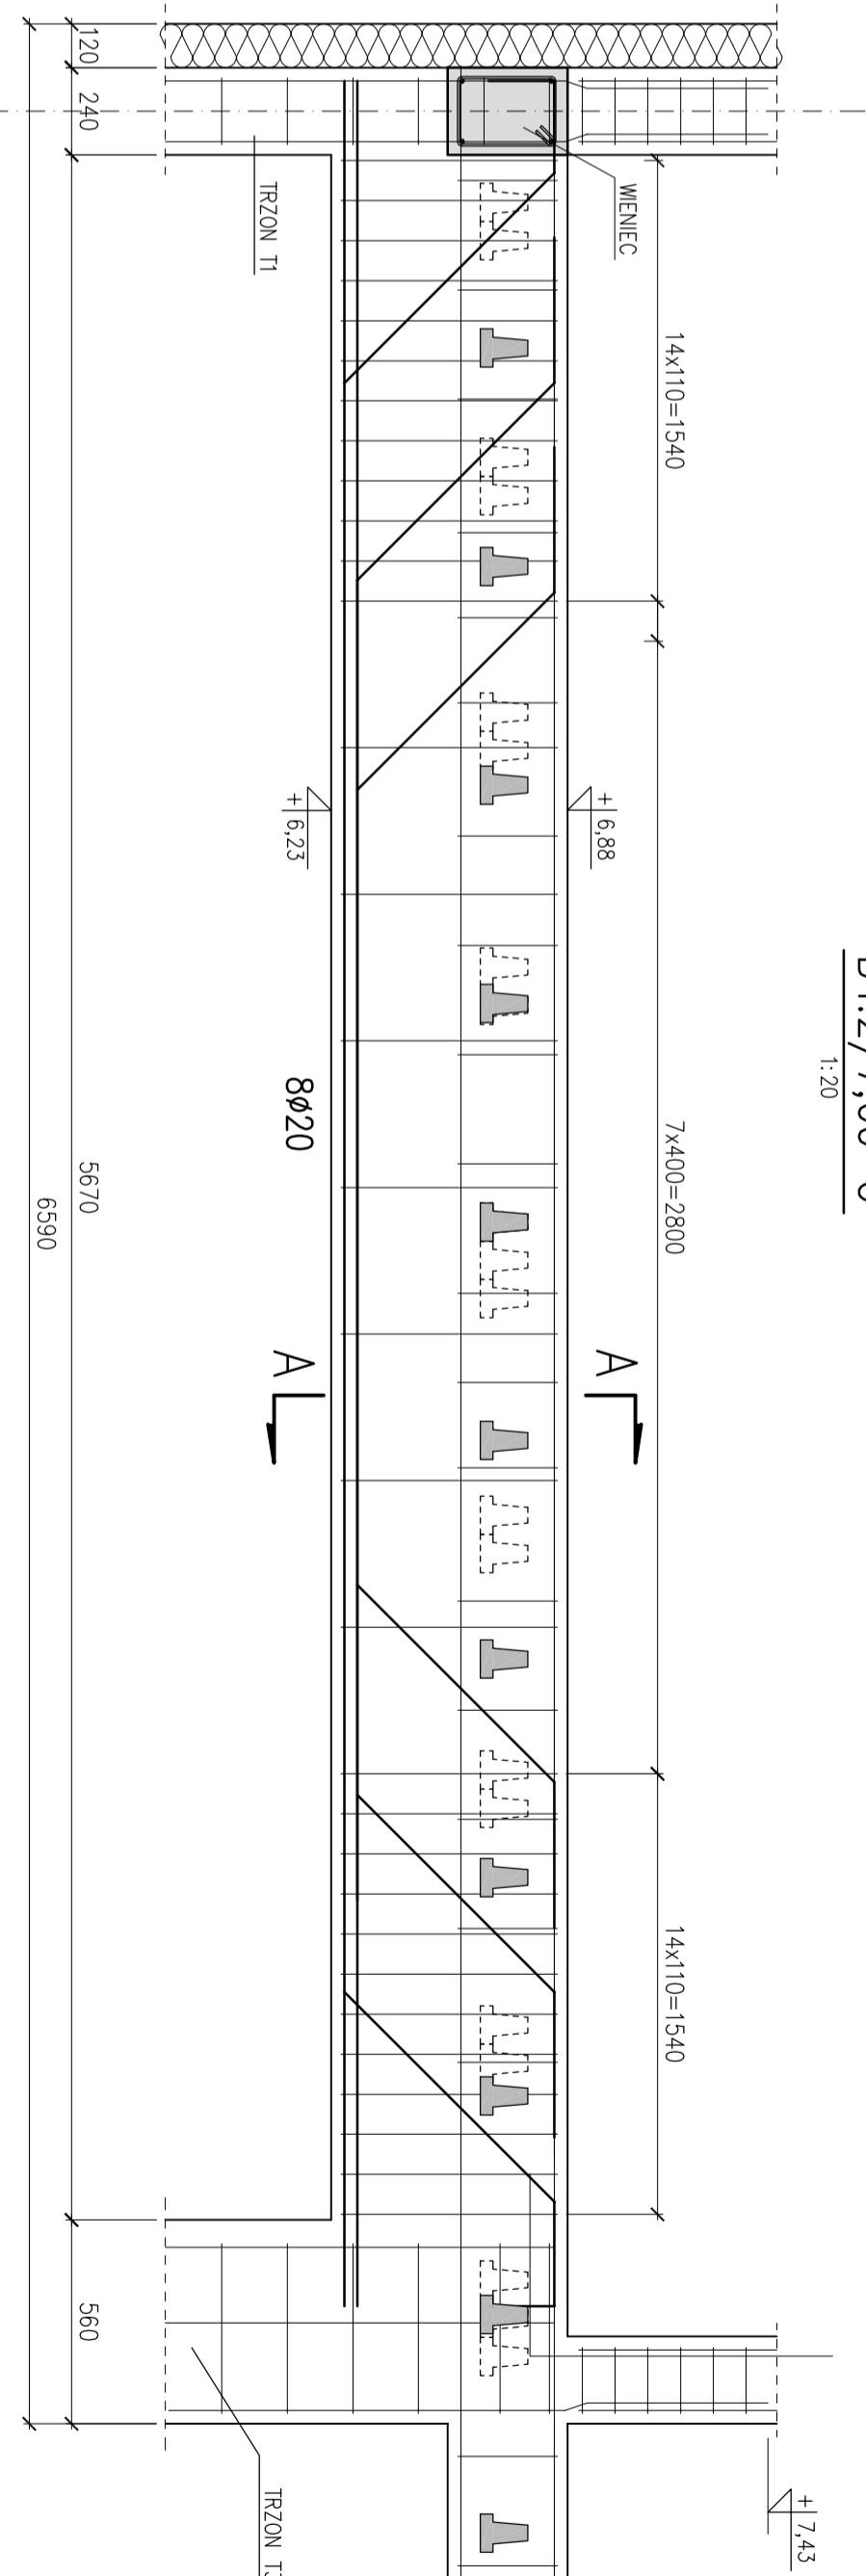 1:20
14x110=1540
7x400=2800
14x110=1540
+ 7,43
WIENIEC
+ 6,88
A
A
+ 6,23
8ø20
TRZON T1
TRZON
120
240
5670
560
6590